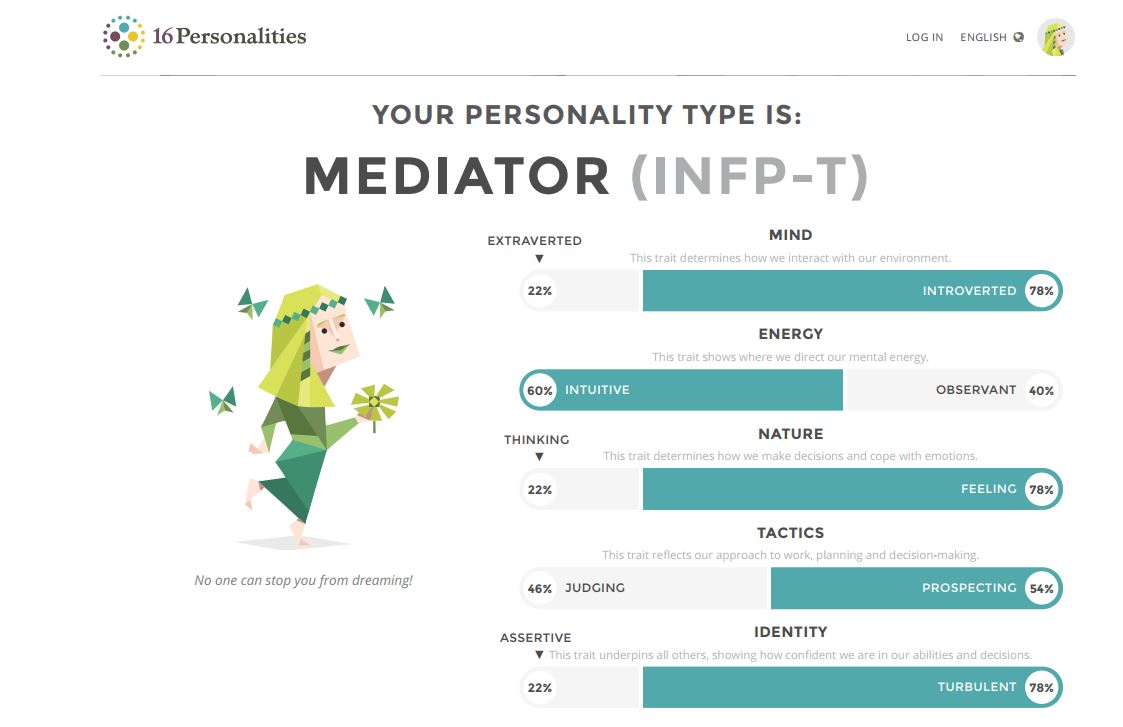 16Personalities
LOG IN ENGLISH
YOUR PERSONALITY TYPE IS:
MEDIATOR (INFP-T)
MIND
EXTRAVERTED
This trait determines how we interact with our environment.
22% INTROVERTED 78%
ENERGY
This trait shows where we direct our mental energy.
60% INTUITIVE OBSERVANT 40%
NATURE
THINKING
This trait determines how we make decisions and cope with emotions.
22% FEELING 78%
TACTICS
This trait reflects our approach to work, planning and decision-making.
46% JUDGING PROSPECTING 54%
No one can stop you from dreaming!
IDENTITY
ASSERTIVE
This trait underpins all others, showing how confident we are in our abilities and decisions.
22% TURBULENT 78%